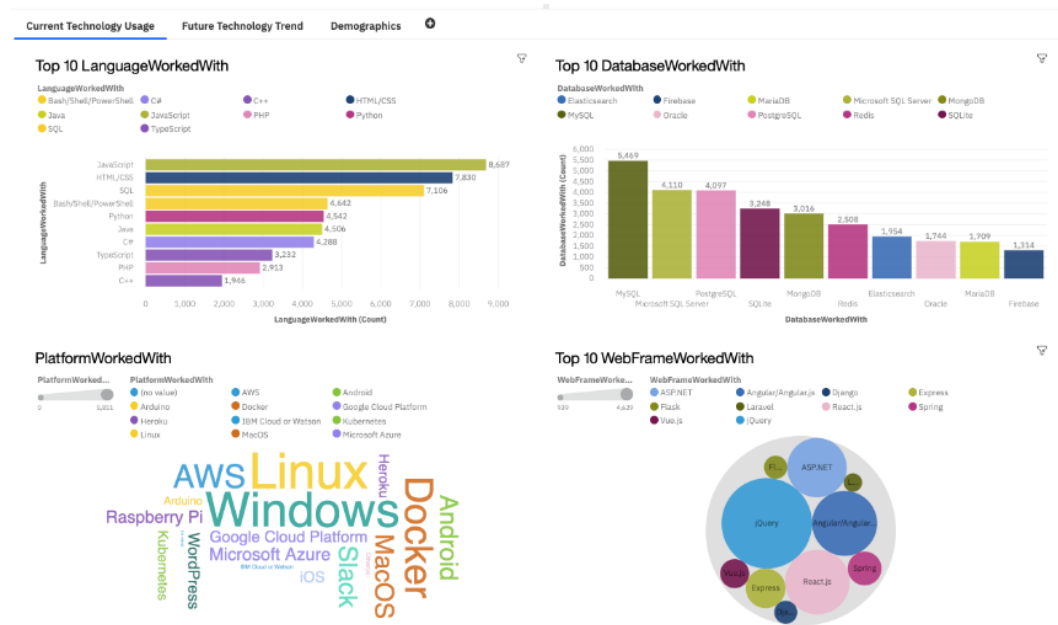 Current Technology Usage Future Technology Trend Demographics
Top 10 LanguageWorkedWith
LanguageWorkedWith
Bash/Shell/PowerShell C# C++ HTML/CSS
Java JavaScript PHP Python
SQL TypeScript
LanguageWorkedWith
JavaScript 8,687
HTML/CSS 7,830
SQL 7,106
Bash/Shell/PowerShell 4,642
Python 4,542
Java 4,506
C# 4,288
TypeScript 3,232
PHP 2,913
C++ 1,946
0 1,000 2,000 3,000 4,000 5,000 6,000 7,000 8,000 9,000
LanguageWorkedWith (Count)
Top 10 DatabaseWorkedWith
DatabaseWorkedWith
Elasticsearch Firebase MariaDB Microsoft SQL Server MongoDB
MySQL Oracle PostgreSQL Redis SQLite
DatabaseWorkedWith (Count)
6,000
5,500
5,000
4,500
4,000
3,500
3,000
2,500
2,000
1,500
1,000
500
0
5,469 4,110 4,097 3,248 3,016 2,508 1,954 1,744 1,709 1,314
MySQL PostgreSQL MongoDB Elasticsearch MariaDB
Microsoft SQL Server SQLite Redis Oracle Firebase
DatabaseWorkedWith
PlatformWorkedWith
PlatformWorked... PlatformWorkedWith
0
(no value) AWS Android
Arduino Docker Google Cloud Platform
Heroku IBM Cloud or Watson Kubernetes
Linux MacOS Microsoft Azure
AWS
Linux
Heroku
Docker
Android
Arduino
Windows
Raspberry Pi
Google Cloud Platform
Microsoft Azure
IBM Cloud or Watson
iOS
Kubernetes
WordPress
Slack
MacOS
Top 10 WebFrameWorkedWith
WebFrameWorke... WebFrameWorkedWith
939 4,629
ASP.NET Angular/Angular.js Django Express
Flask Laravel React.js Spring
Vue.js jQuery
Fl...
ASP.NET
L...
jQuery
Angular/Angular...
Vue.js
Express
React.js
Spring